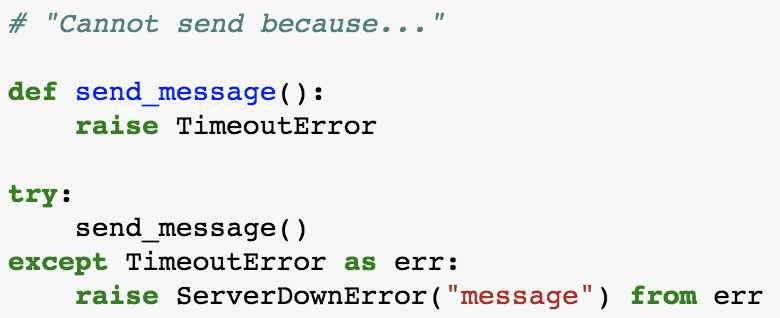 # "Cannot send because..."
def send_message():
    raise TimeoutError
try:
    send_message()
except TimeoutError as err:
    raise ServerDownError("message") from err